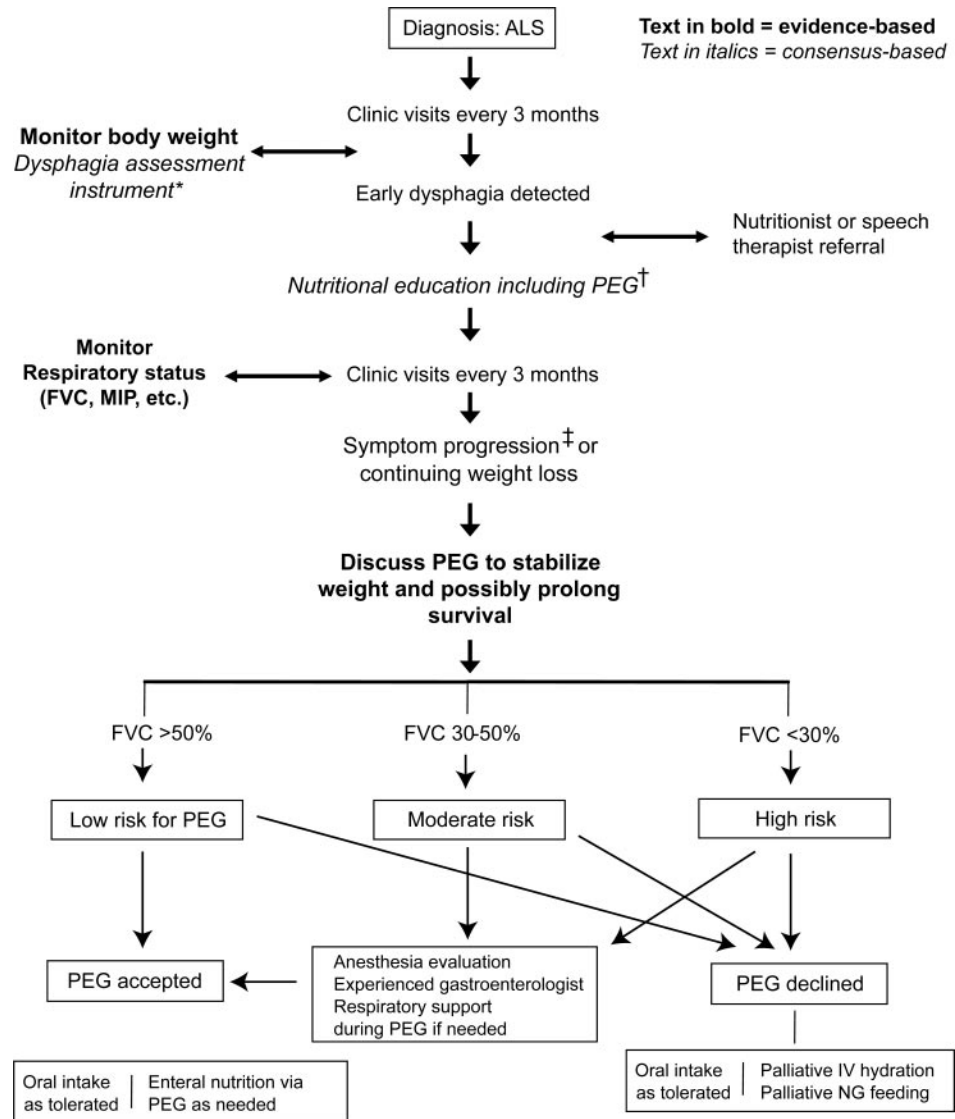 Diagnosis: ALS
Text in bold = evidence-based
Text in italics = consensus-based
Clinic visits every 3 months
Monitor body weight
Dysphagia assessment
instrument*
Early dysphagia detected
Nutritionist or speech
therapist referral
Nutritional education including PEG†
Monitor
Respiratory status
(FVC, MIP, etc.)
Clinic visits every 3 months
Symptom progression‡ or
continuing weight loss
Discuss PEG to stabilize
weight and possibly prolong
survival
FVC >50%
FVC 30-50%
FVC <30%
Low risk for PEG
Moderate risk
High risk
PEG accepted
Anesthesia evaluation
Experienced gastroenterologist
Respiratory support
during PEG if needed
PEG declined
Oral intake
as tolerated
Enteral nutrition via
PEG as needed
Oral intake
as tolerated
Palliative IV hydration
Palliative NG feeding